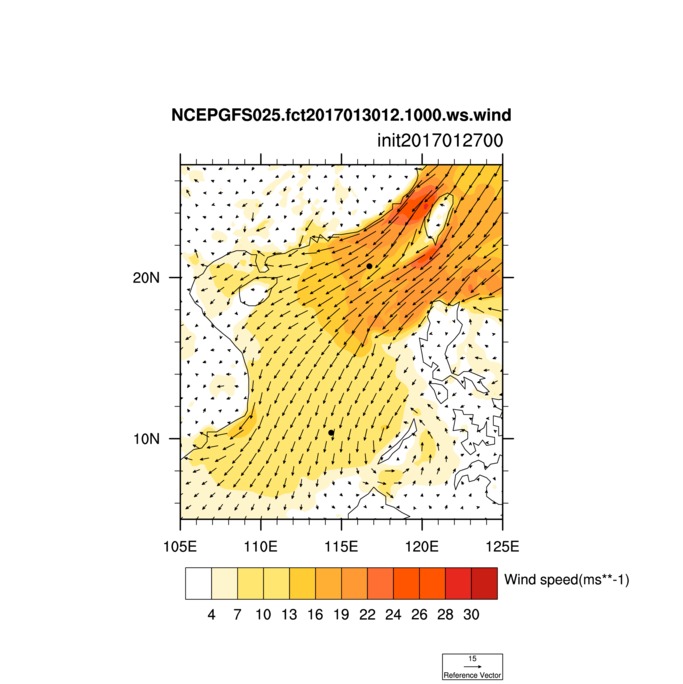 NCEPGFS025.fct2017013012.1000.ws.wind
init2017012700
20N
10N
105E 110E 115E 120E 125E
Wind speed(ms**-1)
4 7 10 13 16 19 22 24 26 28 30
15
Reference Vector